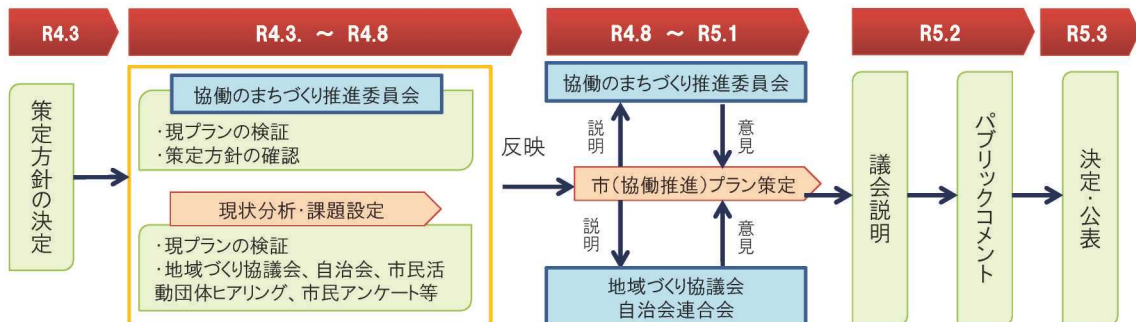 R4.3
R4.3. ～ R4.8
R4.8 ～ R5.1
R5.2
R5.3
策定方針の決定
協働のまちづくり推進委員会
・現プランの検証
・策定方針の確認
現状分析・課題設定
・現プランの検証
・地域づくり協議会、自治会、市民活
動団体ヒアリング、市民アンケート等
反映
協働のまちづくり推進委員会
説明
意見
市（協働推進）プラン策定
説明
意見
地域づくり協議会
自治会連合会
議会説明
パブリックコメント
決定・公表